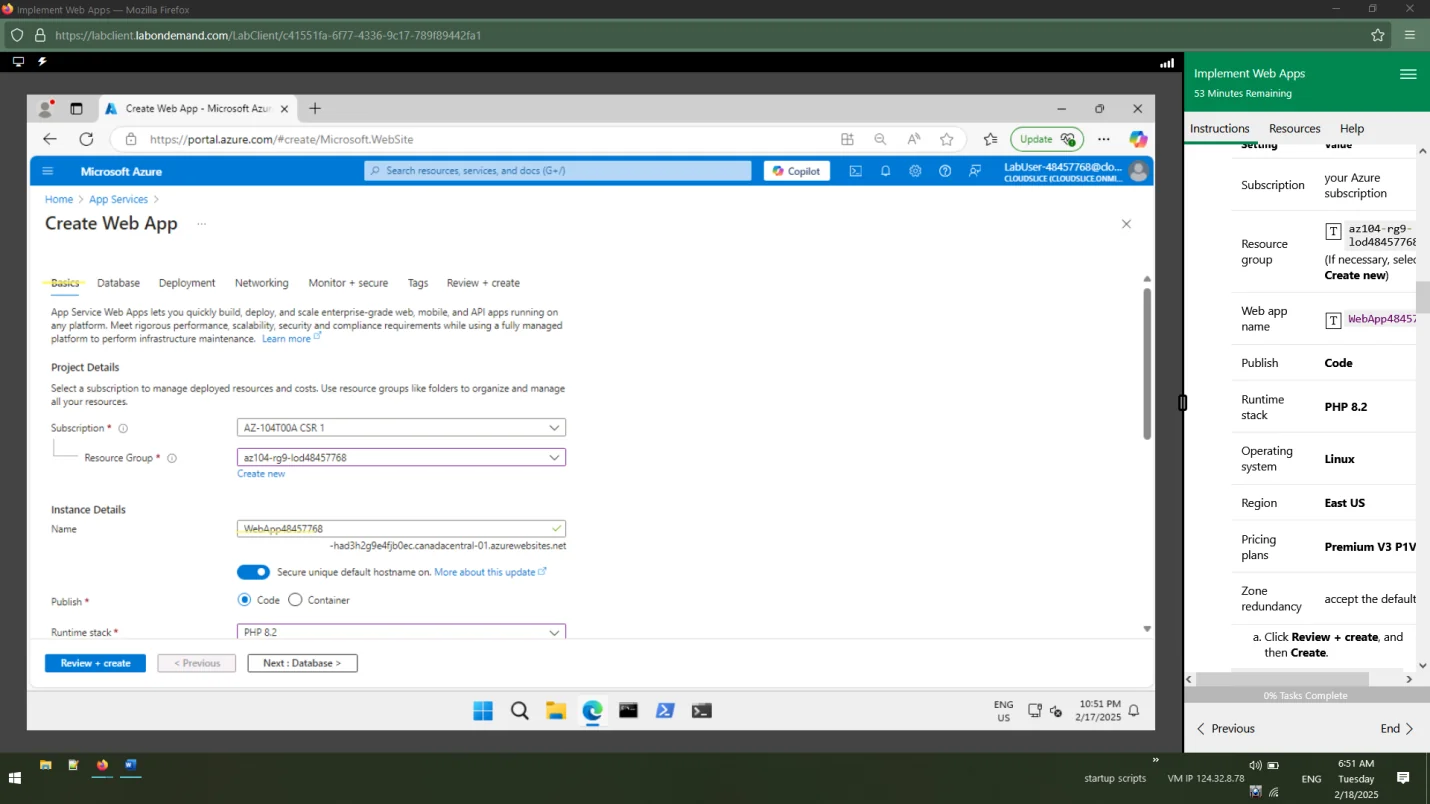 Implement Web Apps — Mozilla Firefox
https://labclient.labondemand.com/LabClient/c41551fa-6f77-4336-9c17-789f89442fa1
Create Web App - Microsoft Azur
https://portal.azure.com/#create/Microsoft.WebSite
Update
Microsoft Azure
Search resources, services, and docs (G+/)
Copilot
LabUser-48457768@clo...
CLOUDSLICE (CLOUDSLICE.ONMI...
Home > App Services >
Create Web App ...
Basics Database Deployment Networking Monitor + secure Tags Review + create
App Service Web Apps lets you quickly build, deploy, and scale enterprise-grade web, mobile, and API apps running on
any platform. Meet rigorous performance, scalability, security and compliance requirements while using a fully managed
platform to perform infrastructure maintenance. Learn more
Project Details
Select a subscription to manage deployed resources and costs. Use resource groups like folders to organize and manage
all your resources.
Subscription * AZ-104T00A CSR 1
Resource Group * az104-rg9-lod48457768
Create new
Instance Details
Name WebApp48457768
-had3h2g9e4fjb0ec.canadacentral-01.azurewebsites.net
Secure unique default hostname on. More about this update
Publish * Code Container
Runtime stack * PHP 8.2
Review + create < Previous Next : Database >
ENG
US
10:51 PM
2/17/2025
Implement Web Apps
53 Minutes Remaining
Instructions Resources Help
Setting Value
Subscription your Azure
subscription
Resource
group
T az104-rg9-
lod48457768
(If necessary, selec
Create new)
Web app
name
T WebApp48457
Publish Code
Runtime
stack
PHP 8.2
Operating
system
Linux
Region East US
Pricing
plans
Premium V3 P1V
Zone
redundancy
accept the default
a. Click Review + create, and
then Create.
0% Tasks Complete
< Previous End >
startup scripts
»
VM IP 124.32.8.78
ENG
6:51 AM
Tuesday
2/18/2025